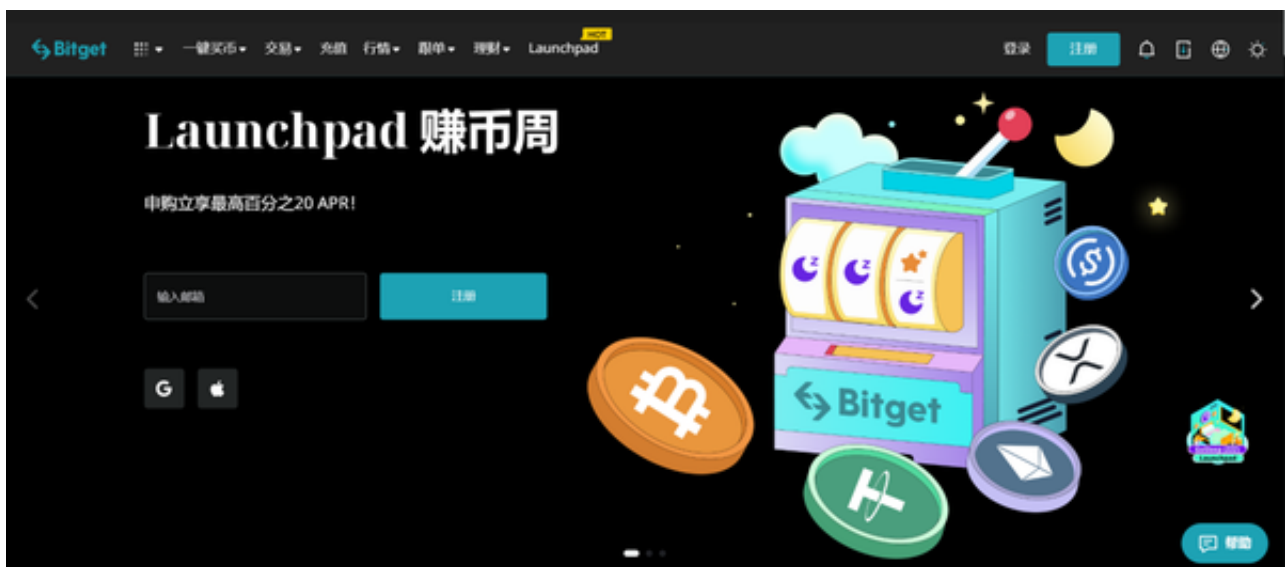 HOT
Bitget 一键买币 交易 充值 行情 跟单 理财 Launchpad 登录 注册
Launchpad 赚币周
申购立享最高百分之20 APR!
输入邮箱 注册
G
Bitget
Launchpad
帮助